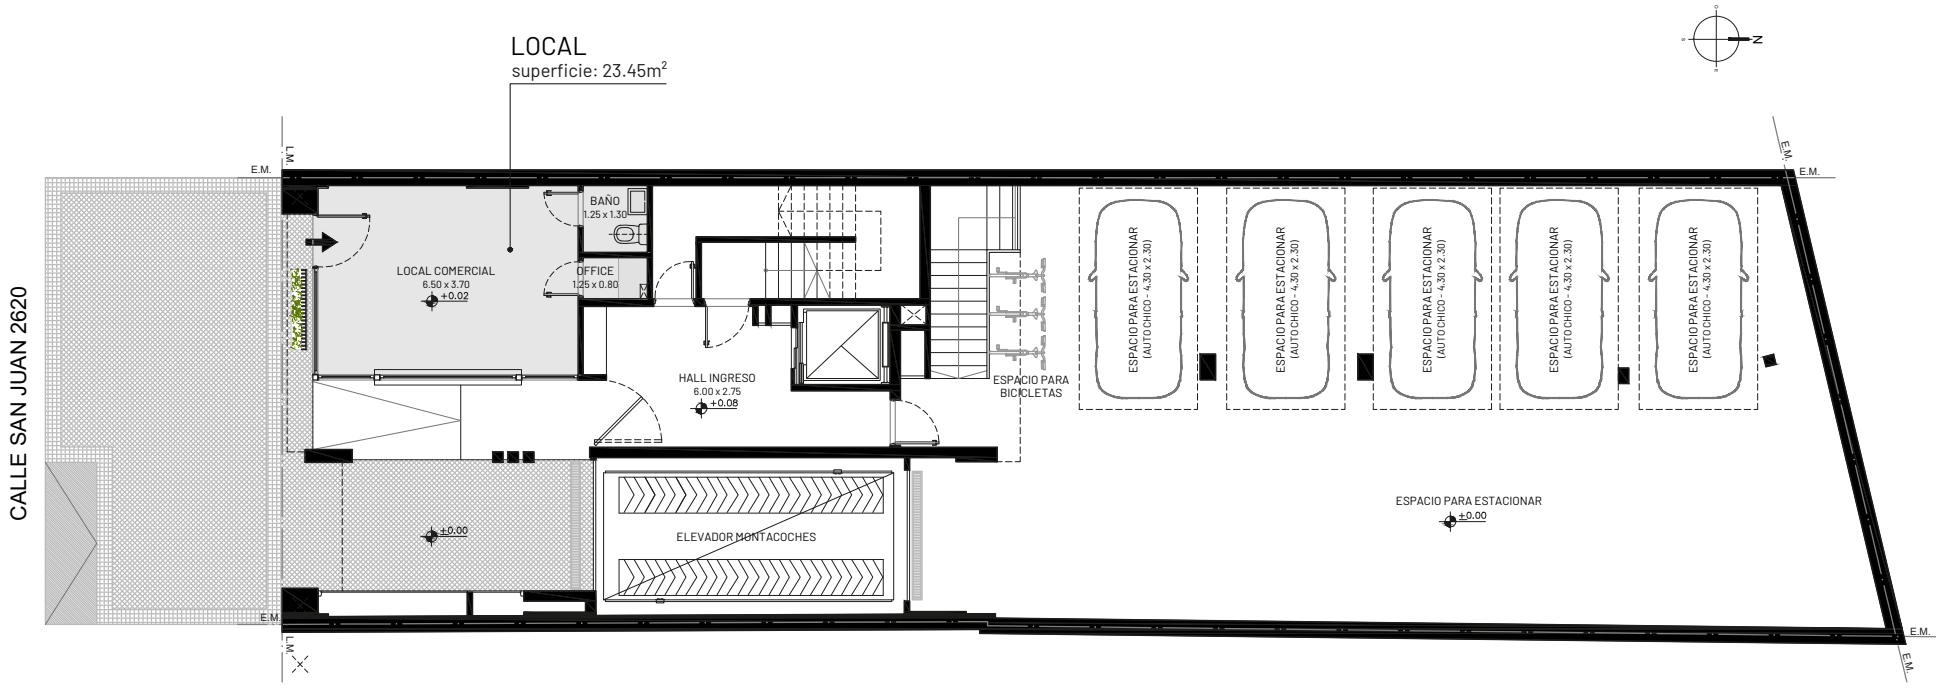 LOCAL
superficie: 23.45m²
N
L.M.
E.M.
E.M.
E.M.
BAÑO
1.25 x 1.30
OFFICE
1.25 x 0.80
LOCAL COMERCIAL
6.50 x 3.70
+0.02
HALL INGRESO
6.00 x 2.75
+0.08
ESPACIO PARA
BICICLETAS
ESPACIO PARA ESTACIONAR
(AUTO CHICO - 4.30 x 2.30)
ESPACIO PARA ESTACIONAR
(AUTO CHICO - 4.30 x 2.30)
ESPACIO PARA ESTACIONAR
(AUTO CHICO - 4.30 x 2.30)
ESPACIO PARA ESTACIONAR
(AUTO CHICO - 4.30 x 2.30)
ESPACIO PARA ESTACIONAR
(AUTO CHICO - 4.30 x 2.30)
CALLE SAN JUAN 2620
±0.00
ELEVADOR MONTACOCHES
ESPACIO PARA ESTACIONAR
±0.00
E.M.
L.M.
E.M.
E.M.